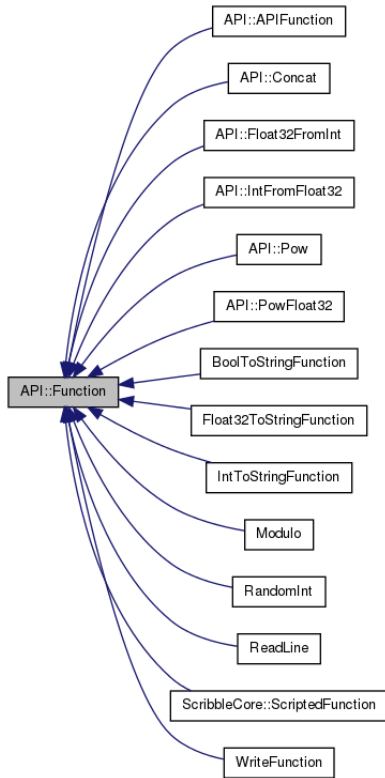 API::APIFunction
API::Concat
API::Float32FromInt
API::IntFromFloat32
API::Pow
API::PowFloat32
BoolToStringFunction
API::Function
Float32ToStringFunction
IntToStringFunction
Modulo
RandomInt
ReadLine
ScribbleCore::ScriptedFunction
WriteFunction